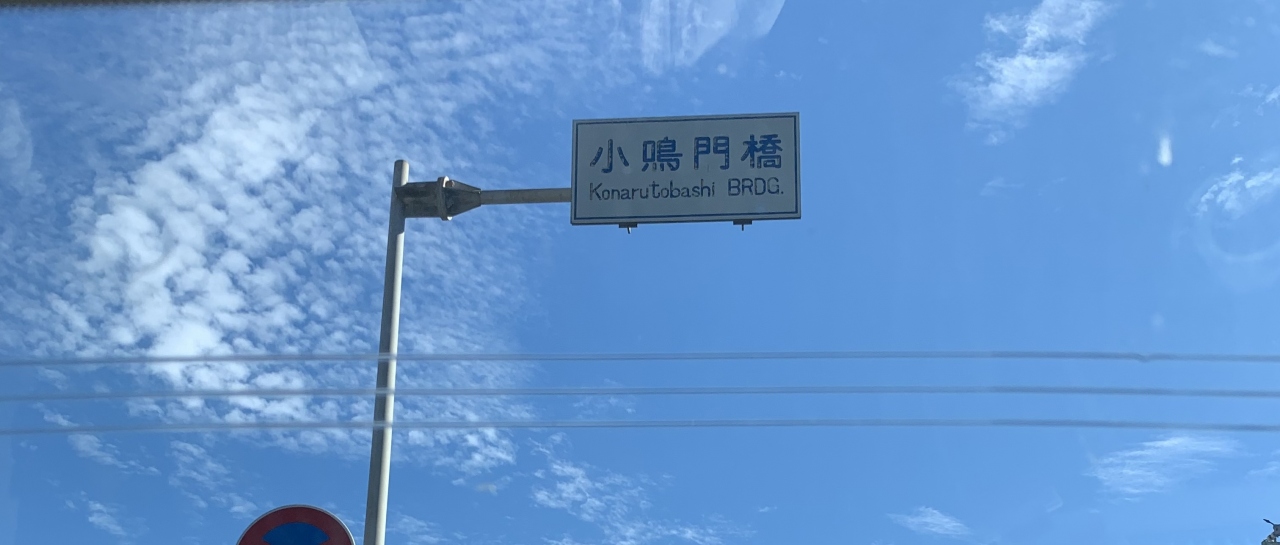 小鳴門橋
Konarutobashi BRDG.